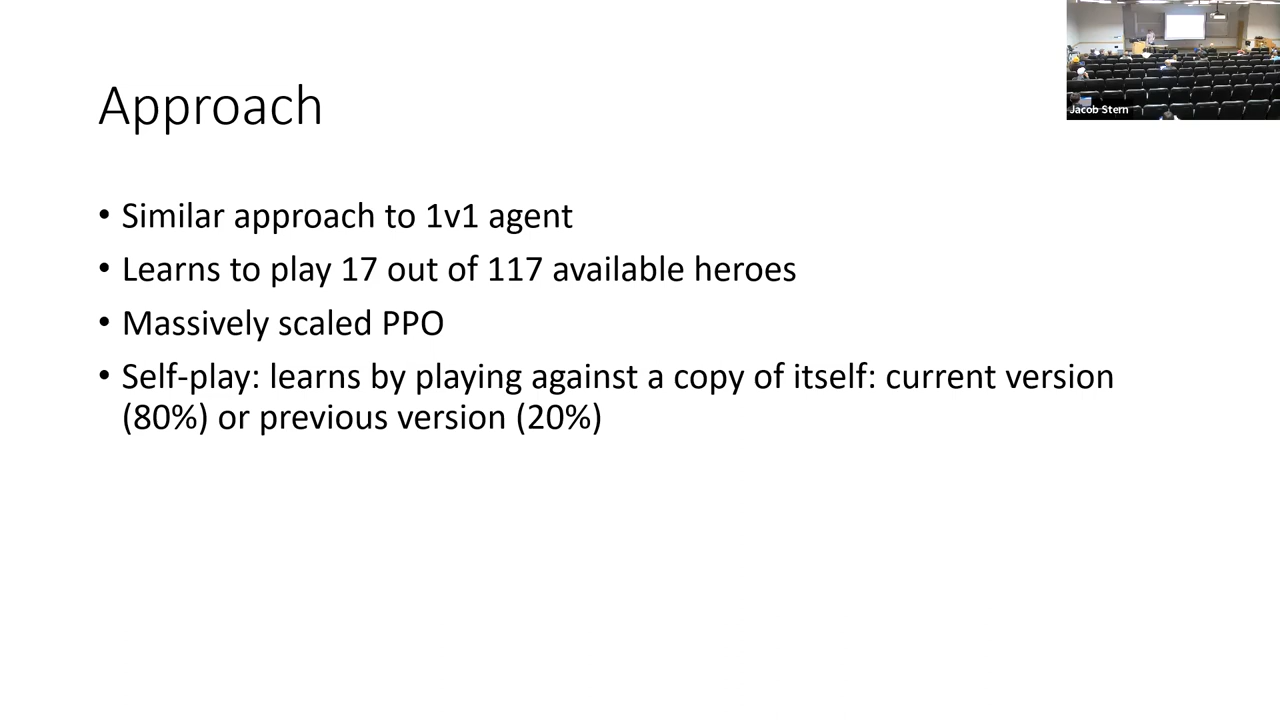 Approach
Jacob Stern
• Similar approach to 1v1 agent
• Learns to play 17 out of 117 available heroes
• Massively scaled PPO
• Self-play: learns by playing against a copy of itself: current version
(80%) or previous version (20%)